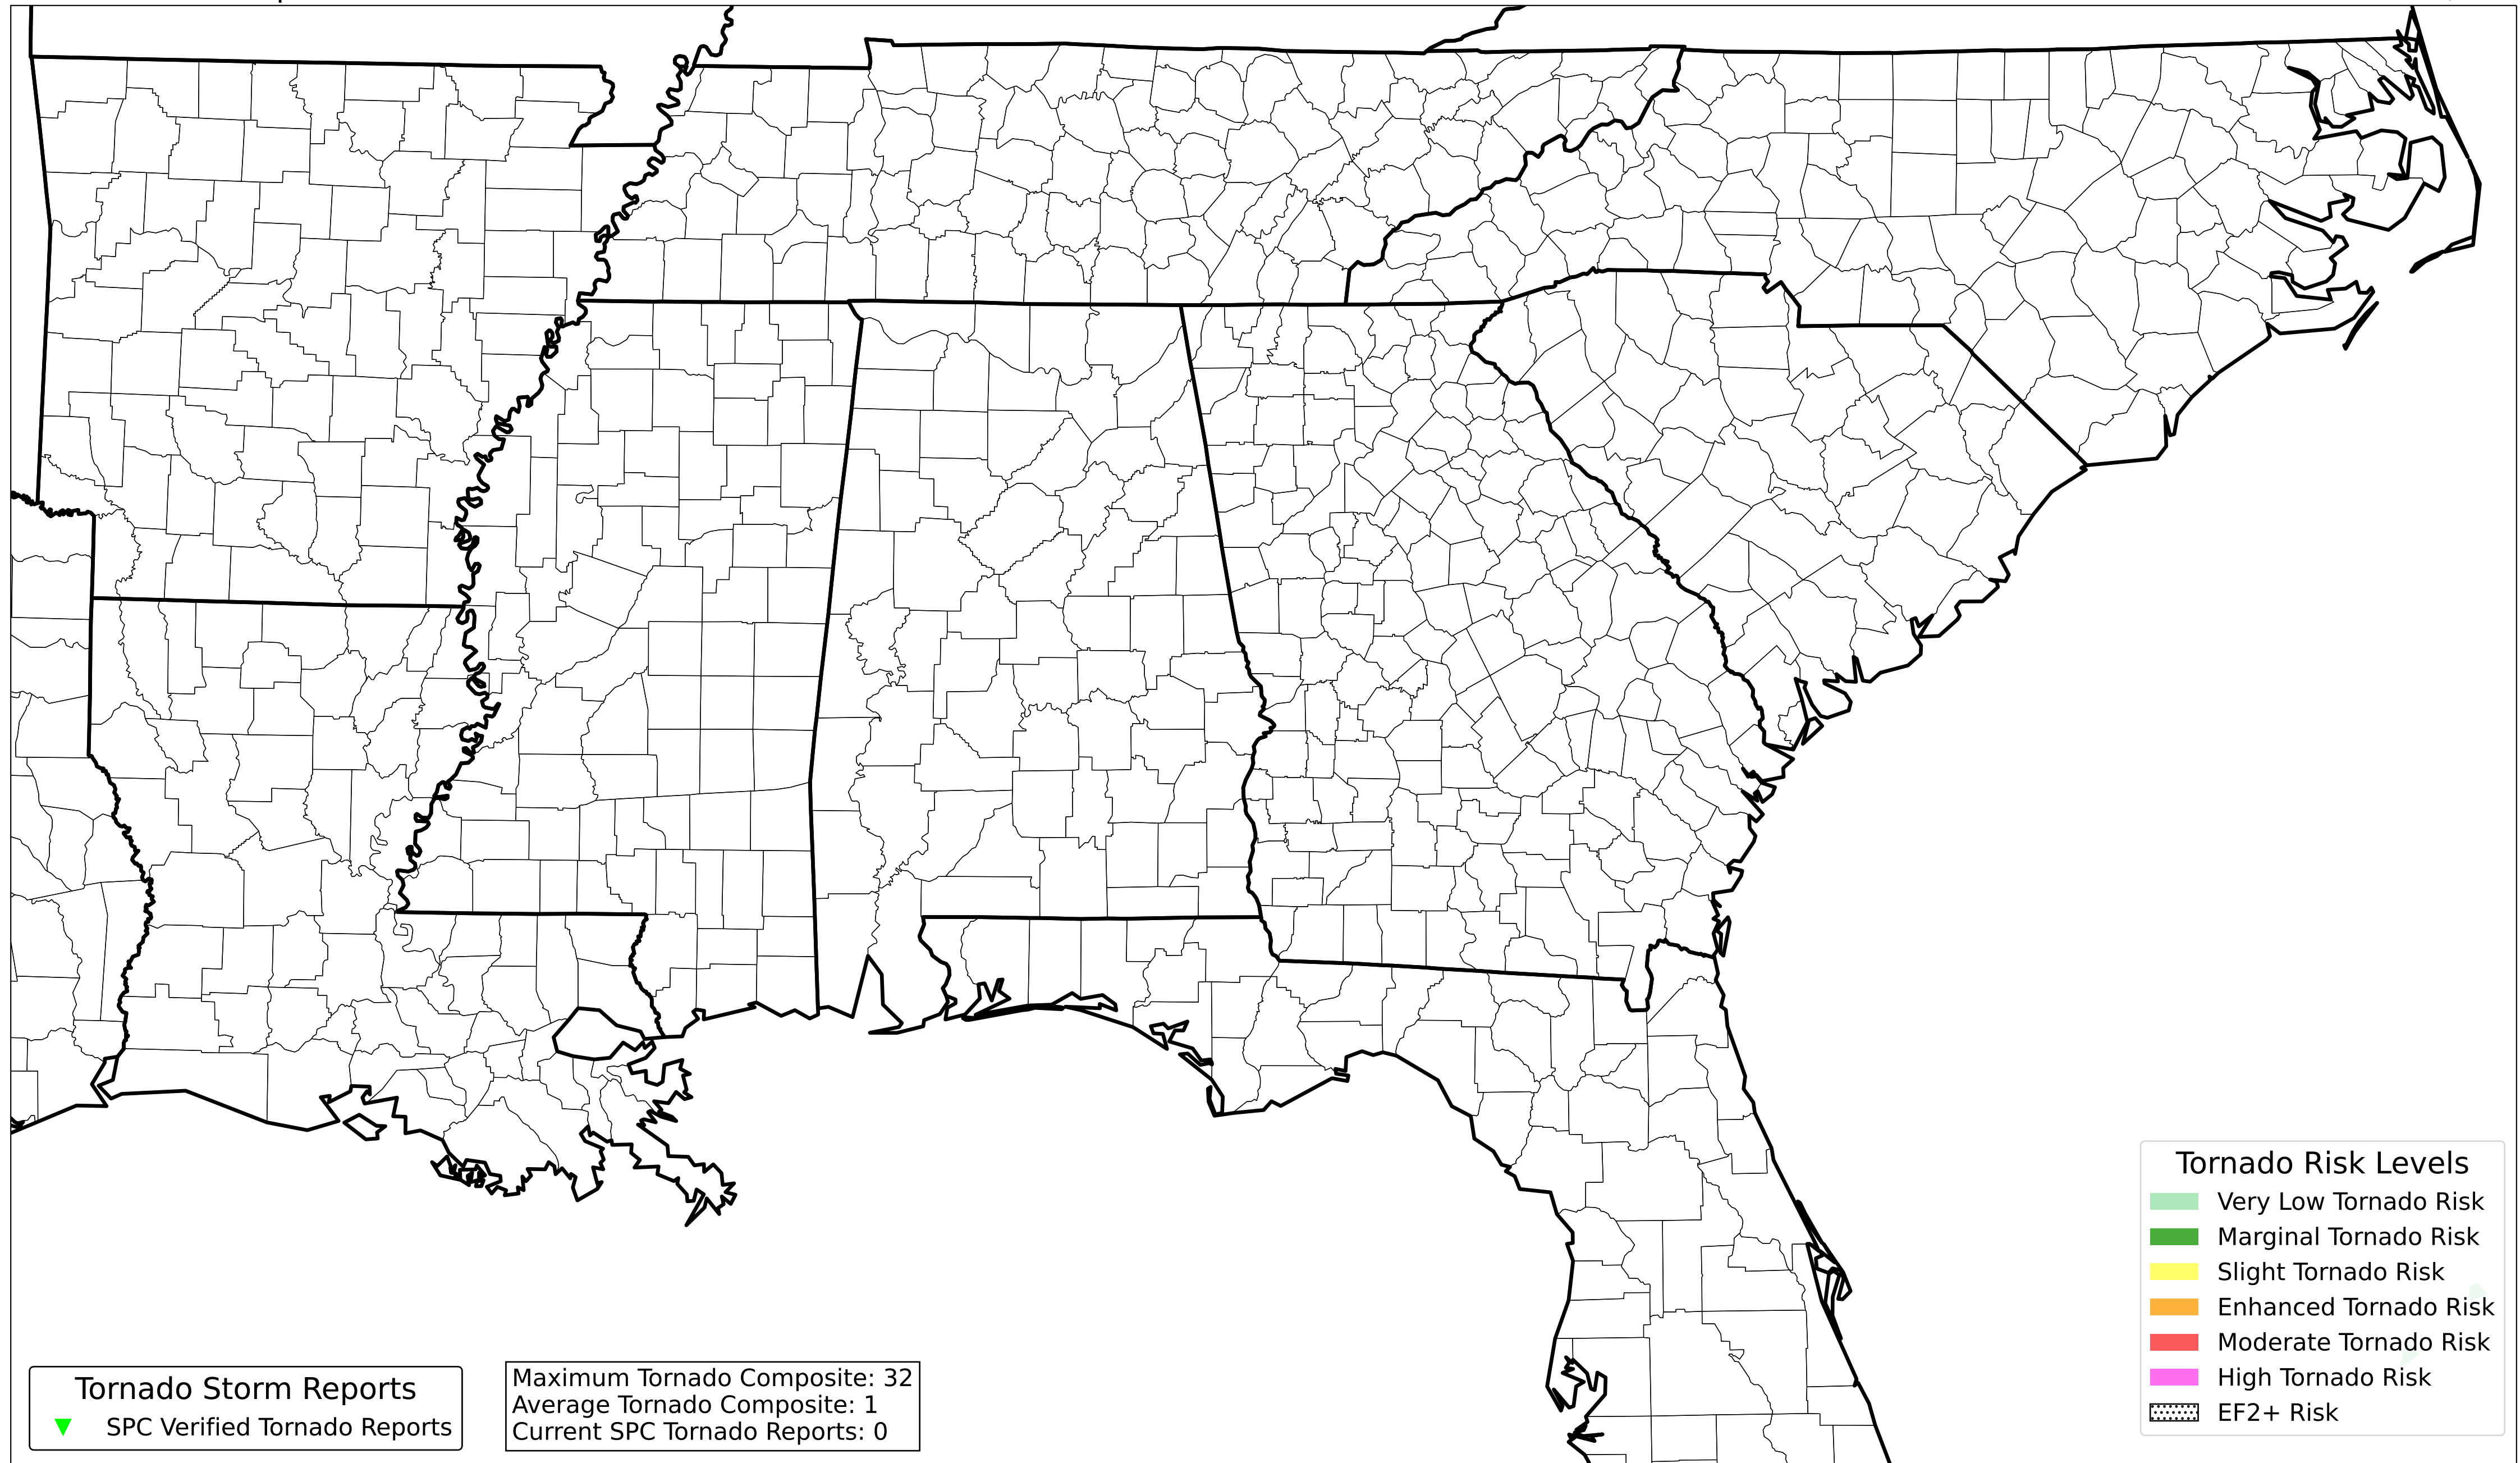 Tornado Risk Levels
Very Low Tornado Risk
Marginal Tornado Risk
Slight Tornado Risk
Enhanced Tornado Risk
Moderate Tornado Risk
High Tornado Risk
EF2+ Risk
Tornado Storm Reports
SPC Verified Tornado Reports
Maximum Tornado Composite: 32
Average Tornado Composite: 1
Current SPC Tornado Reports: 0